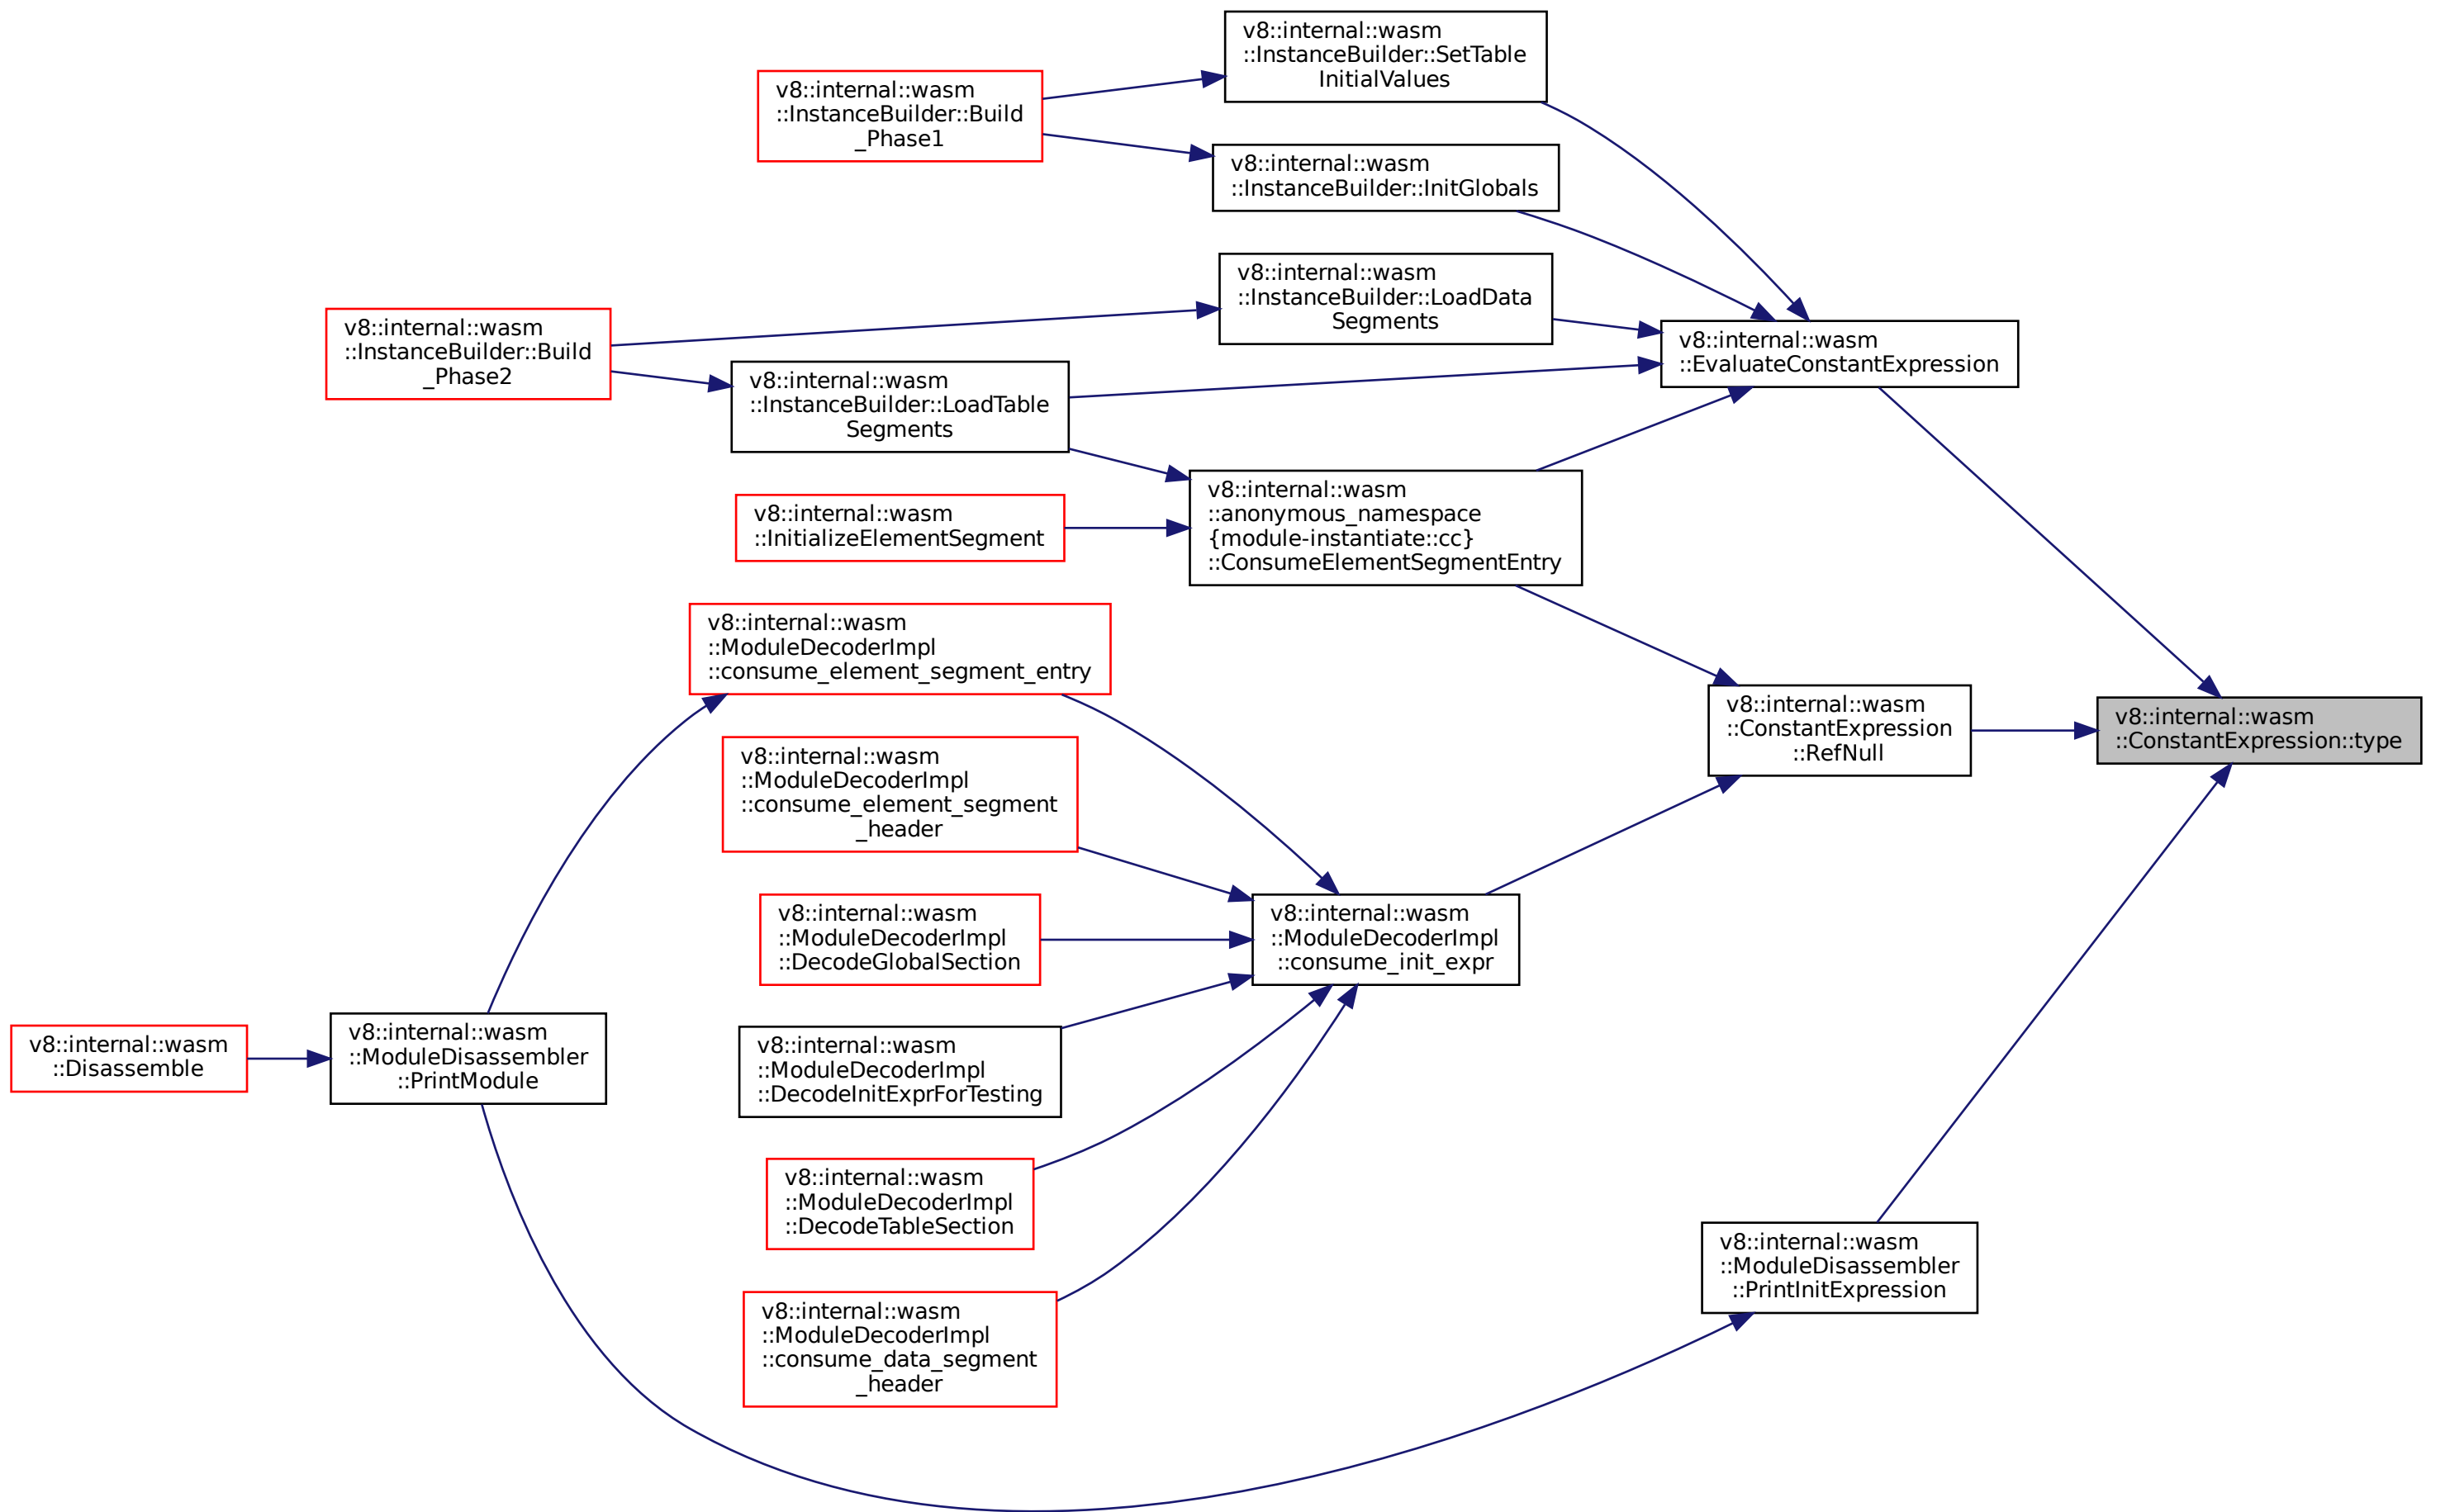 v8::internal::wasm
::InstanceBuilder::SetTable
InitialValues
v8::internal::wasm
::InstanceBuilder::Build
_Phase1
v8::internal::wasm
::InstanceBuilder::InitGlobals
v8::internal::wasm
::InstanceBuilder::LoadData
Segments
v8::internal::wasm
::InstanceBuilder::Build
_Phase2
v8::internal::wasm
::EvaluateConstantExpression
v8::internal::wasm
::InstanceBuilder::LoadTable
Segments
v8::internal::wasm
::anonymous_namespace
{module-instantiate::cc}
::ConsumeElementSegmentEntry
v8::internal::wasm
::InitializeElementSegment
v8::internal::wasm
::ModuleDecoderImpl
::consume_element_segment_entry
v8::internal::wasm
::ConstantExpression
::RefNull
v8::internal::wasm
::ConstantExpression::type
v8::internal::wasm
::ModuleDecoderImpl
::consume_element_segment
_header
v8::internal::wasm
::ModuleDecoderImpl
::DecodeGlobalSection
v8::internal::wasm
::ModuleDecoderImpl
::consume_init_expr
v8::internal::wasm
::Disassemble
v8::internal::wasm
::ModuleDisassembler
::PrintModule
v8::internal::wasm
::ModuleDecoderImpl
::DecodeInitExprForTesting
v8::internal::wasm
::ModuleDecoderImpl
::DecodeTableSection
v8::internal::wasm
::ModuleDisassembler
::PrintInitExpression
v8::internal::wasm
::ModuleDecoderImpl
::consume_data_segment
_header